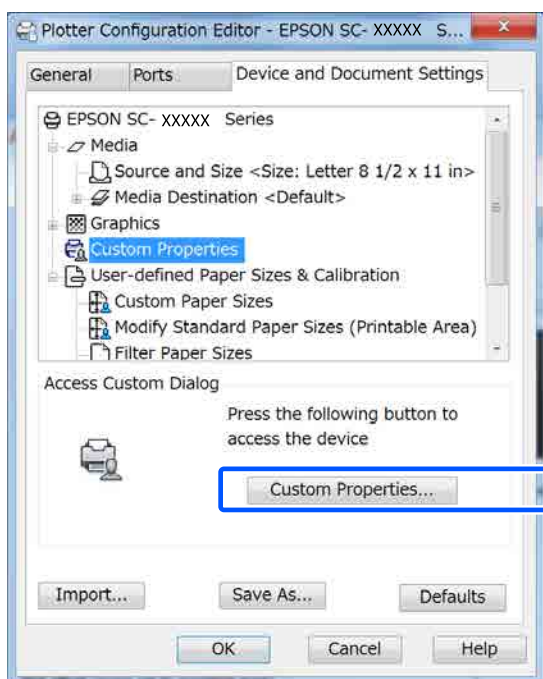 Plotter Configuration Editor - EPSON SC- XXXXX S...
General Ports Device and Document Settings
EPSON SC- XXXXX Series
Media
Source and Size <Size: Letter 8 1/2 x 11 in>
Media Destination <Default>
Graphics
Custom Properties
User-defined Paper Sizes & Calibration
Custom Paper Sizes
Modify Standard Paper Sizes (Printable Area)
Filter Paper Sizes
Access Custom Dialog
Press the following button to
access the device
Custom Properties...
Import... Save As... Defaults
OK Cancel Help